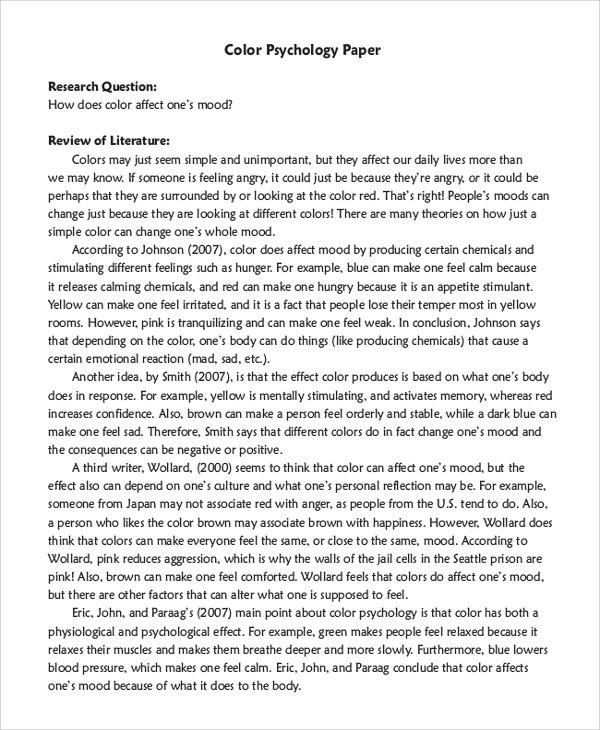 Color Psychology Paper
Research Question:
How does color affect one's mood?
Review of Literature:
Colors may just seem simple and unimportant, but they affect our daily lives more than
we may know. If someone is feeling angry, it could just be because they're angry, or it could be
perhaps that they are surrounded by or looking at the color red. That's right! People's moods can
change just because they are looking at different colors! There are many theories on how just a
simple color can change one's whole mood.
According to Johnson (2007), color does affect mood by producing certain chemicals and
stimulating different feelings such as hunger. For example, blue can make one feel calm because
it releases calming chemicals, and red can make one hungry because it is an appetite stimulant.
Yellow can make one feel irritated, and it is a fact that people lose their temper most in yellow
rooms. However, pink is tranquilizing and can make one feel weak. In conclusion, Johnson says
that depending on the color, one's body can do things (like producing chemicals) that cause a
certain emotional reaction (mad, sad, etc.).
Another idea, by Smith (2007), is that the effect color produces is based on what one's body
does in response. For example, yellow is mentally stimulating, and activates memory, whereas red
increases confidence. Also, brown can make a person feel orderly and stable, while a dark blue can
make one feel sad. Therefore, Smith says that different colors do in fact change one's mood and
the consequences can be negative or positive.
A third writer, Wollard, (2000) seems to think that color can affect one's mood, but the
effect also can depend on one's culture and what one's personal reflection may be. For example,
someone from Japan may not associate red with anger, as people from the U.S. tend to do. Also,
a person who likes the color brown may associate brown with happiness. However, Wollard does
think that colors can make everyone feel the same, or close to the same, mood. According to
Wollard, pink reduces aggression, which is why the walls of the jail cells in the Seattle prison are
pink! Also, brown can make one feel comforted. Wollard feels that colors do affect one's mood,
but there are other factors that can alter what one is supposed to feel.
Eric, John, and Paraag's (2007) main point about color psychology is that color has both a
physiological and psychological effect. For example, green makes people feel relaxed because it
relaxes their muscles and makes them breathe deeper and more slowly. Furthermore, blue lowers
blood pressure, which makes one feel calm. Eric, John, and Paraag conclude that color affects
one's mood because of what it does to the body.